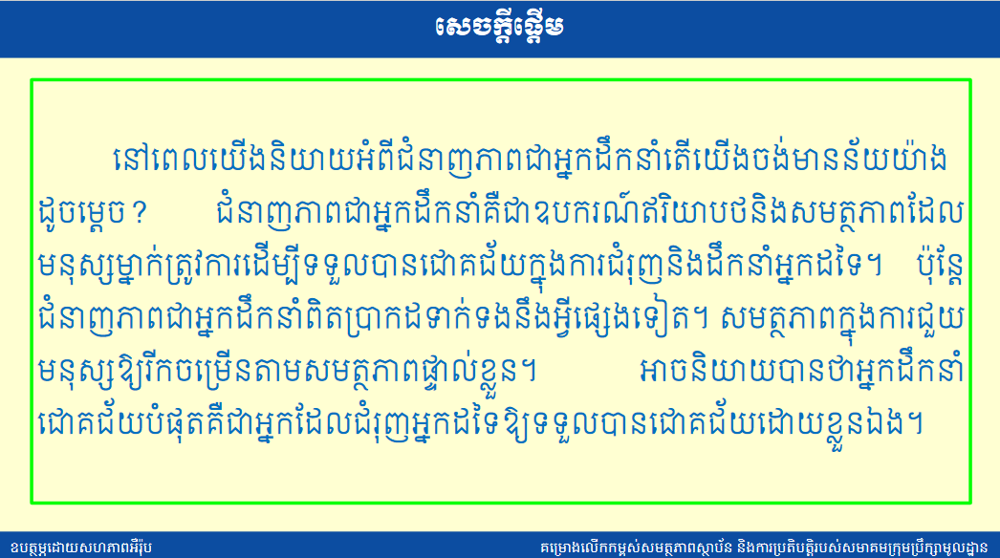 សេចក្តីផ្តើម
នៅពេលយើងនិយាយអំពីជំនាញភាពជាអ្នកដឹកនាំតើយើងចង់មានន័យយ៉ាង
ដូចម្តេច? ជំនាញភាពជាអ្នកដឹកនាំគឺជាឧបករណ៍ឥរិយាបថនិងសមត្ថភាពដែល
មនុស្សម្នាក់ត្រូវការដើម្បីទទួលបានជោគជ័យក្នុងការជំរុញនិងដឹកនាំអ្នកដទៃ។ ប៉ុន្តែ
ជំនាញភាពជាអ្នកដឹកនាំពិតប្រាកដទាក់ទងនឹងអ្វីផ្សេងទៀត។ សមត្ថភាពក្នុងការជួយ
មនុស្សឱ្យរីកចម្រើនតាមសមត្ថភាពផ្ទាល់ខ្លួន។ អាចនិយាយបានថាអ្នកដឹកនាំ
ជោគជ័យបំផុតគឺជាអ្នកដែលជំរុញអ្នកដទៃឱ្យទទួលបានជោគជ័យដោយខ្លួនឯង។
ឧបត្ថម្ភដោយសហភាពអឺរ៉ុប
គម្រោងលើកកម្ពស់សមត្ថភាពស្ថាប័ន និងការប្រតិបត្តិរបស់សមាគមក្រុមប្រឹក្សាមូលដ្ឋាន